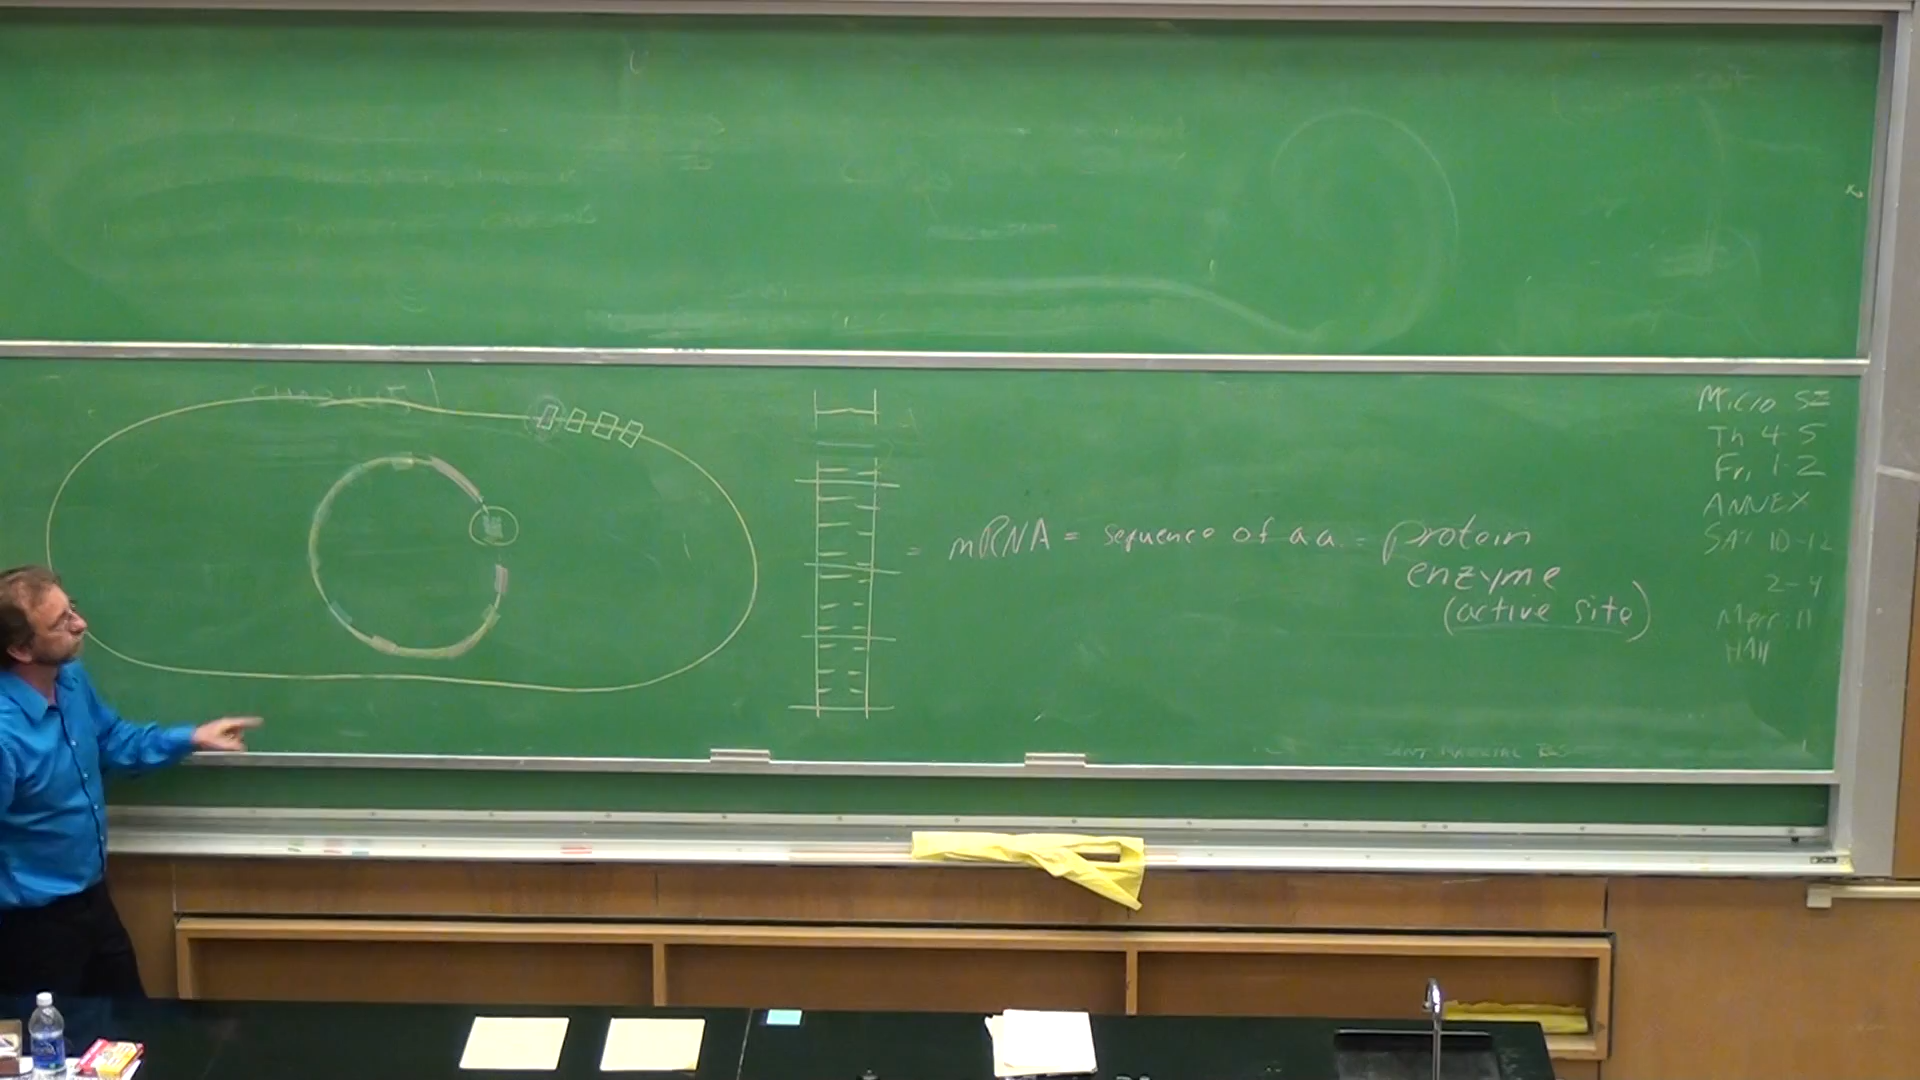 = mRNA = sequence of aa = protein
enzyme
(active site)
Micro SI
Th 4-5
Fri 1-2
ANNEX
SAT 10-12
2-4
Merrill
HAll